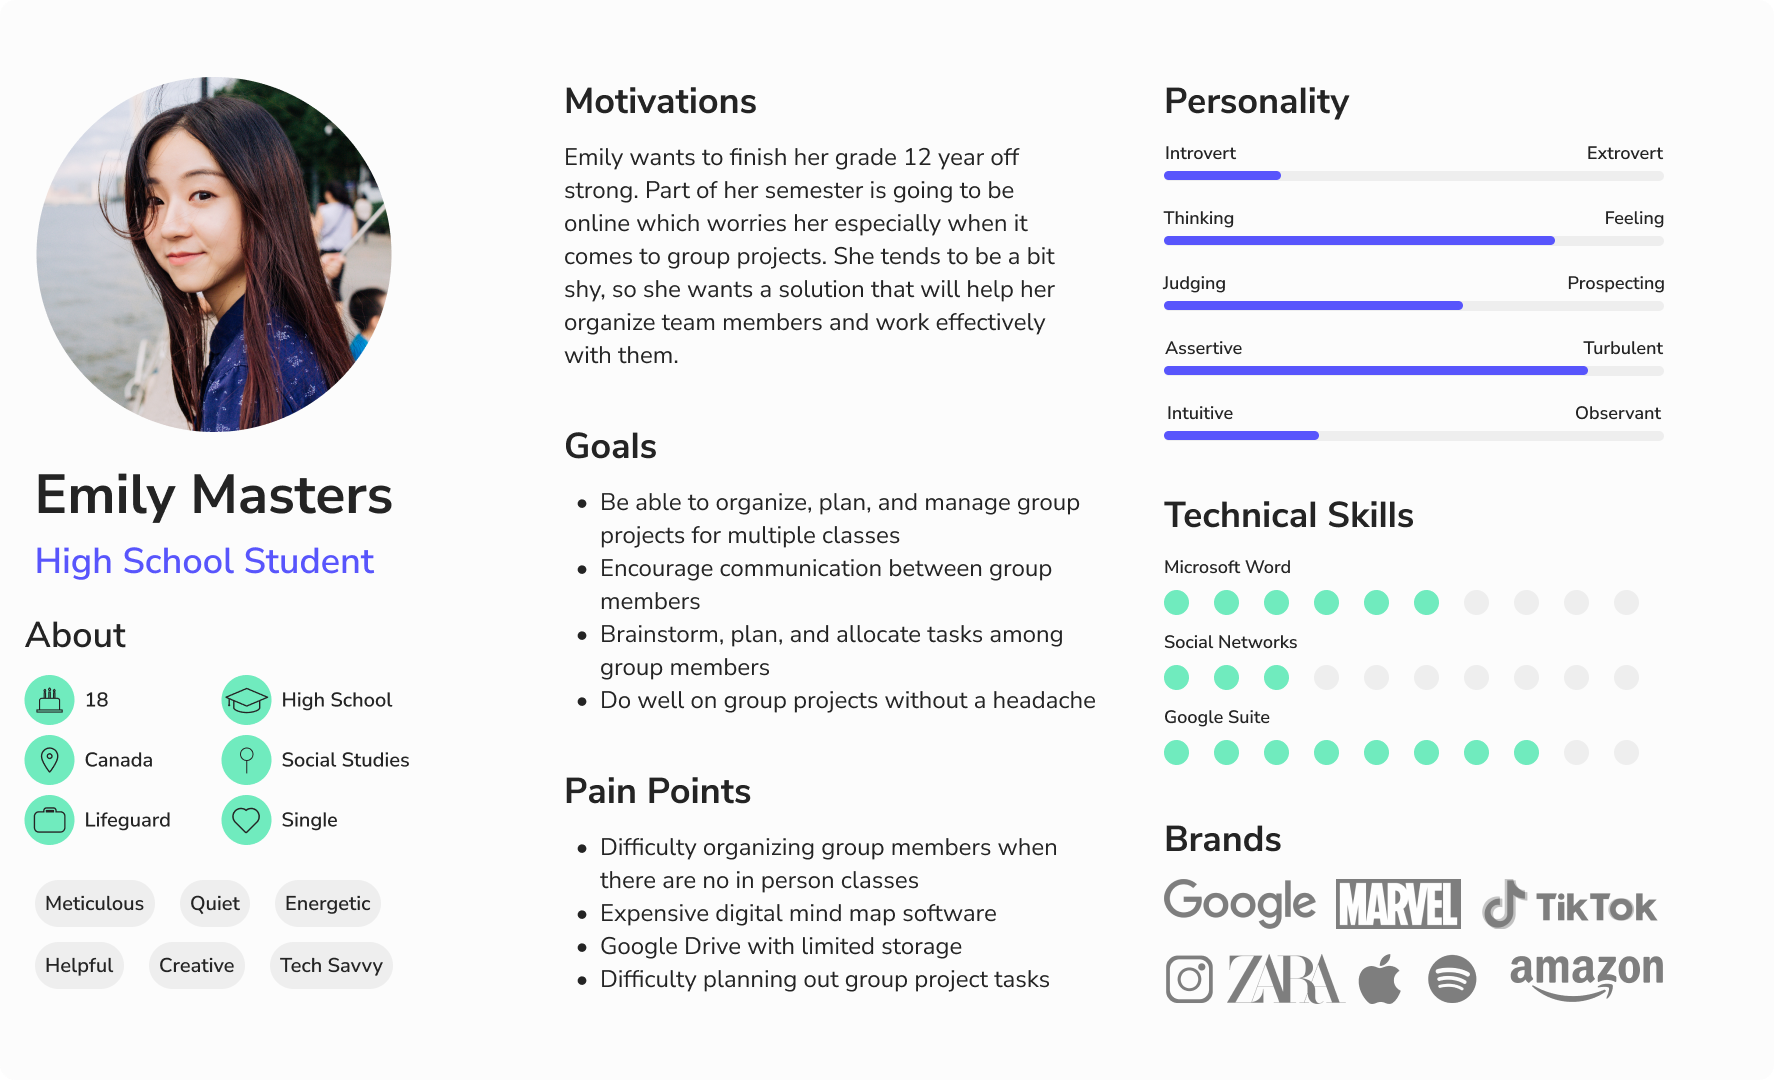 Emily Masters
High School Student
About
18
High School
Canada
Social Studies
Lifeguard
Single
Meticulous
Quiet
Energetic
Helpful
Creative
Tech Savvy
Motivations
Emily wants to finish her grade 12 year off
strong. Part of her semester is going to be
online which worries her especially when it
comes to group projects. She tends to be a bit
shy, so she wants a solution that will help her
organize team members and work effectively
with them.
Goals
• Be able to organize, plan, and manage group
projects for multiple classes
• Encourage communication between group
members
• Brainstorm, plan, and allocate tasks among
group members
• Do well on group projects without a headache
Pain Points
• Difficulty organizing group members when
there are no in person classes
• Expensive digital mind map software
• Google Drive with limited storage
• Difficulty planning out group project tasks
Personality
Introvert Extrovert
Thinking Feeling
Judging Prospecting
Assertive Turbulent
Intuitive Observant
Technical Skills
Microsoft Word
Social Networks
Google Suite
Brands
Google MARVEL TikTok
ZARA amazon